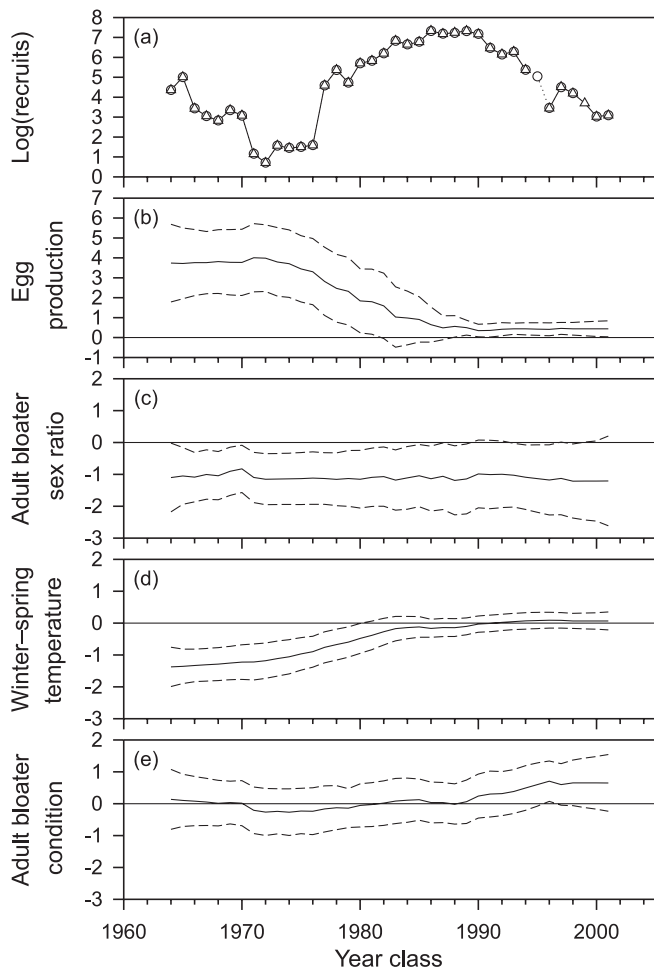 Log(recruits)
(a)
8
7
6
5
4
3
2
1
0
Egg
production
(b)
7
6
5
4
3
2
1
0
-1
Adult bloater
sex ratio
(c)
2
1
0
-1
-2
-3
Winter–spring
temperature
(d)
2
1
0
-1
-2
-3
Adult bloater
condition
(e)
2
1
0
-1
-2
-3
1960 1970 1980 1990 2000
Year class